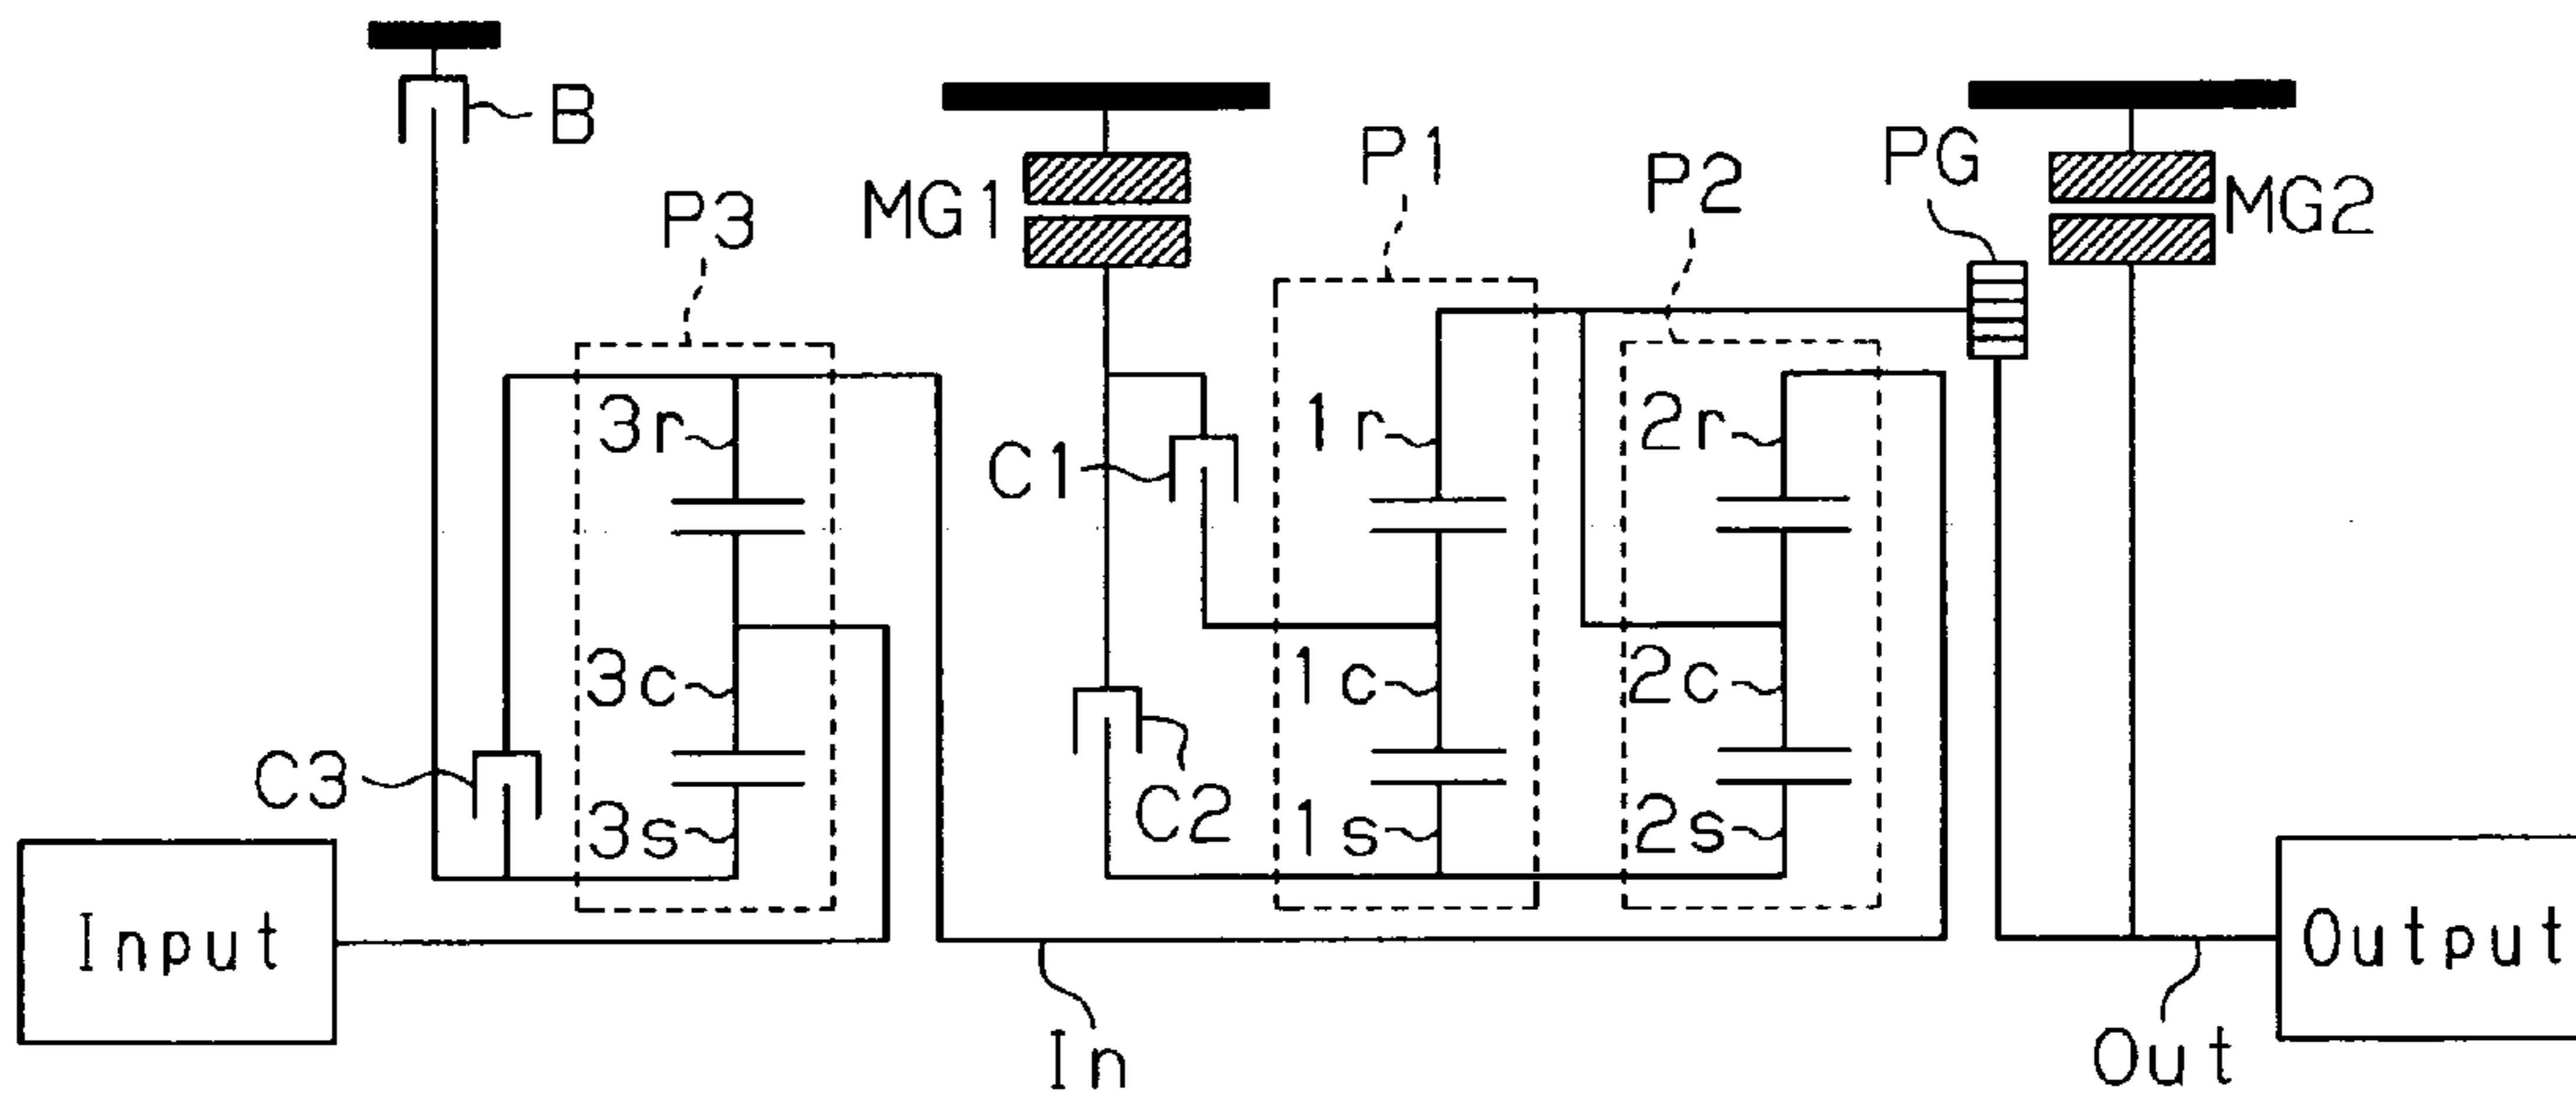 B
P1
PG
P2
MG1
MG2
P3
3r
1r
2r
C1
3c
1c
2c
C3
C2
3s
1s
2s
Input
Output
In
Out